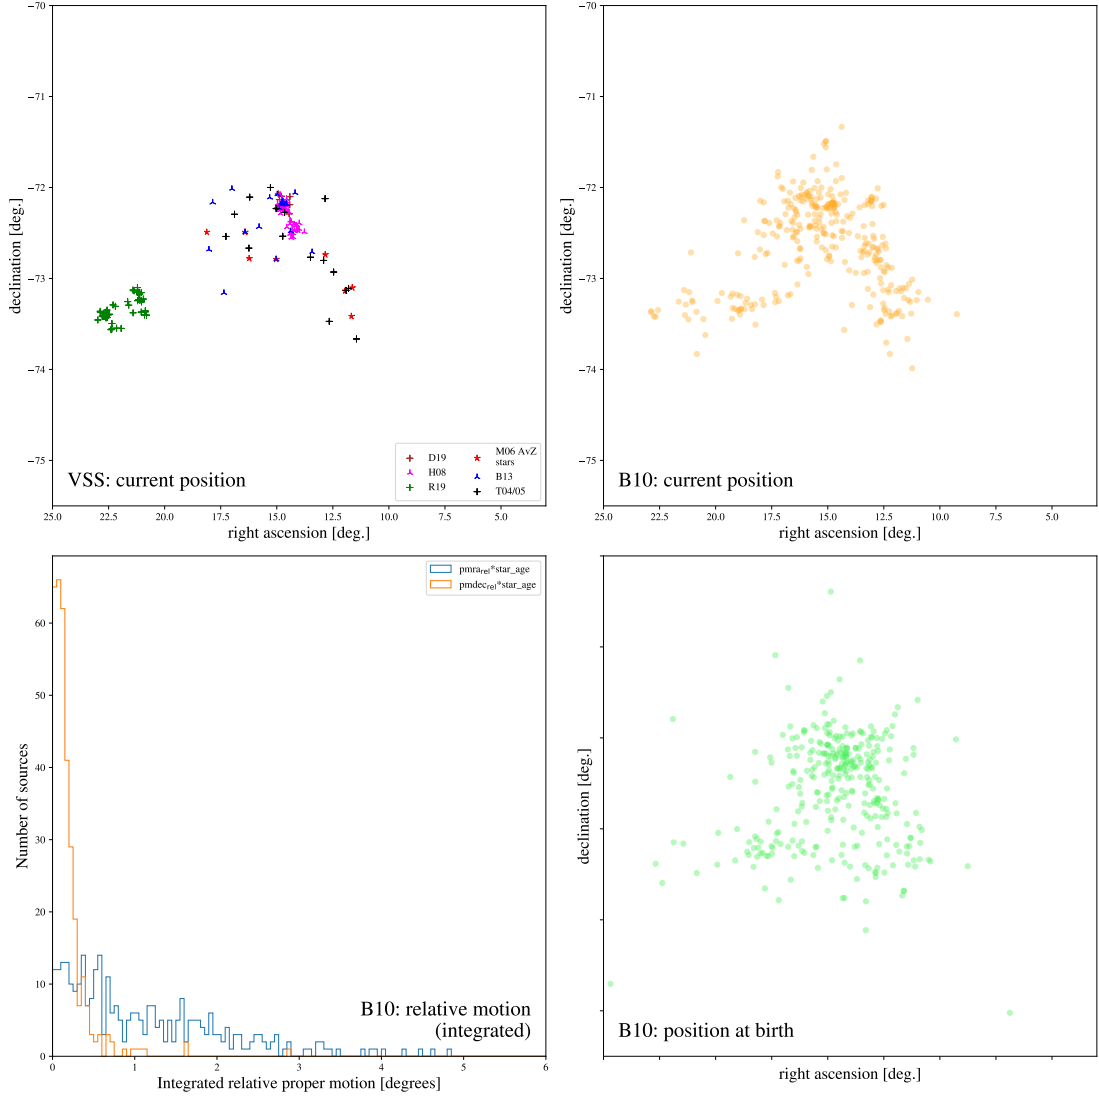 −70
−71
−72
−73
−74
−75
declination [deg.]
25.0 22.5 20.0 17.5 15.0 12.5 10.0 7.5 5.0
right ascension [deg.]
VSS: current position
D19
H08
R19
M06 AvZ
stars
B13
T04/05
−70
−71
−72
−73
−74
−75
declination [deg.]
25.0 22.5 20.0 17.5 15.0 12.5 10.0 7.5 5.0
right ascension [deg.]
B10: current position
60
50
40
30
20
10
0
Number of sources
0 1 2 3 4 5 6
Integrated relative proper motion [degrees]
pmra_rel*star_age
pmdec_rel*star_age
B10: relative motion
(integrated)
declination [deg.]
right ascension [deg.]
B10: position at birth